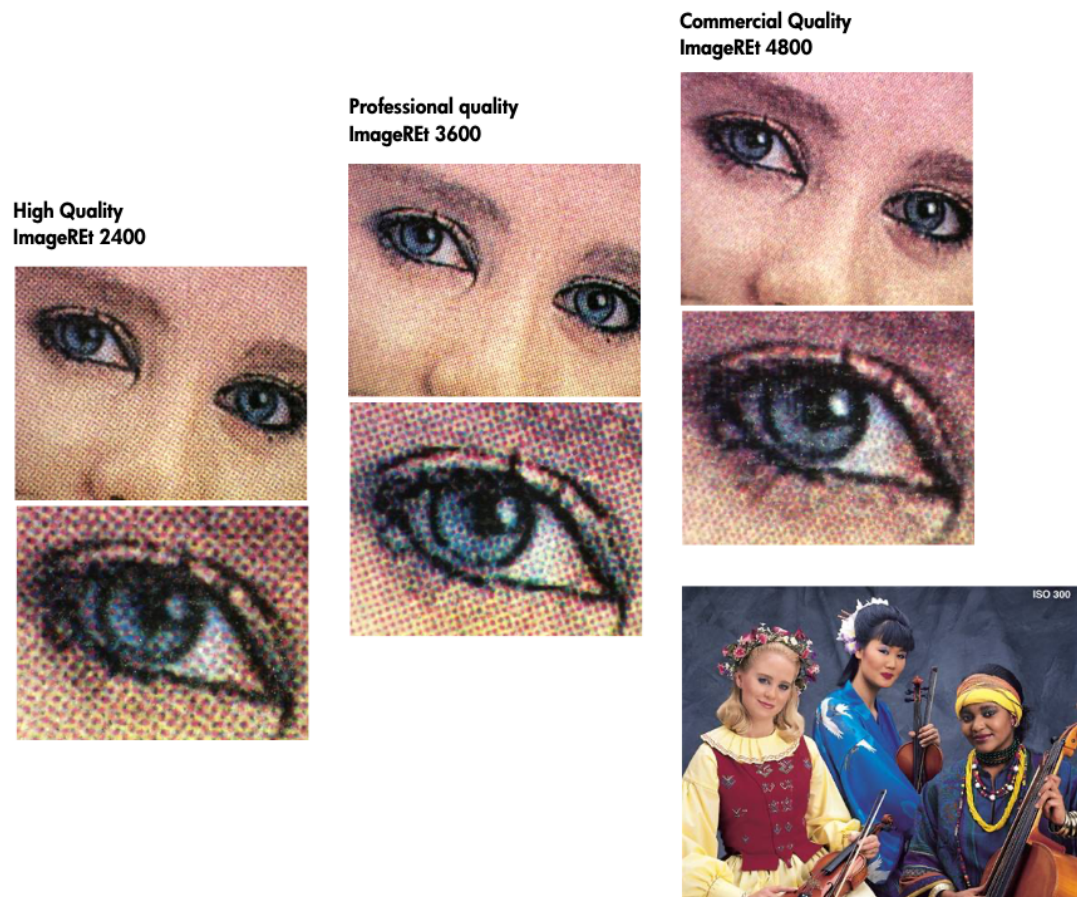 Commercial Quality
ImageREt 4800
Professional quality
ImageREt 3600
High Quality
ImageREt 2400
ISO 300